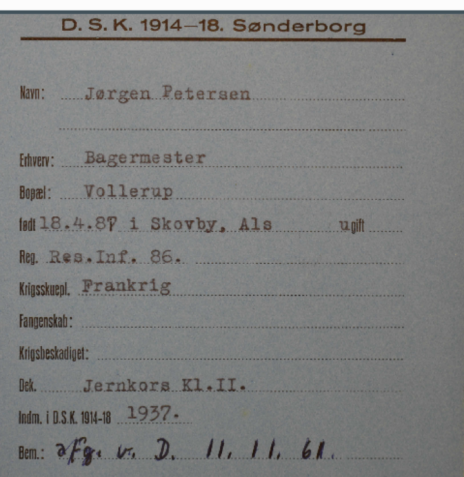 D. S. K. 1914—18. Sønderborg
Navn: Jørgen Petersen
Erhverv: Bagermester
Bopæl: Vollerup
født 18.4.87 i Skovby, Als ugift
Reg. Res.Inf. 86.
Krigsskuepl. Frankrig
Fangenskab:
Krigsbeskadiget:
Dek. Jernkors Kl.II.
Indm. i D.S.K. 1914-18 1937.
Bem.: afg. v. D. 11. 11. 61.